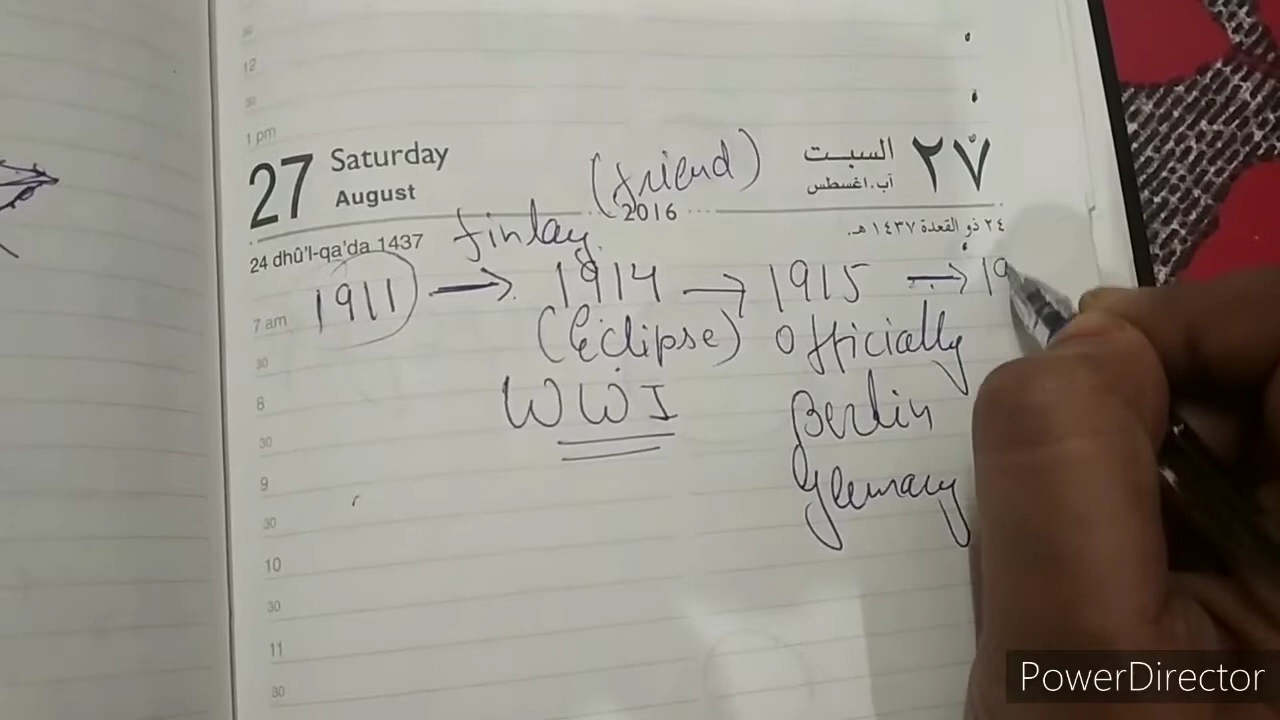 12
30
1 pm
27 Saturday (friend) السبت ٢٧
August آب.اغسطس
2016
24 dhû'l-qa'da 1437 finlay ٢٤ ذو القعدة ١٤٣٧ هـ.
7 am 1911 → 1914 → 1915 → 19
30 (Eclipse) Officially
8 WWI Berlin
30
9 Germany
30
10
30
11
30
PowerDirector